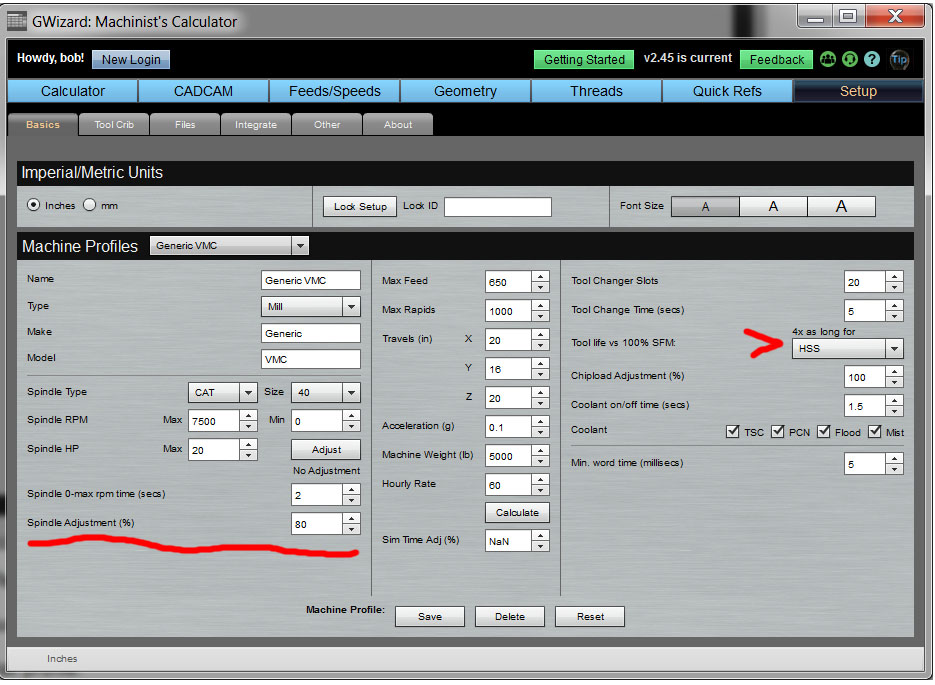 GWizard: Machinist's Calculator
Howdy, bob! New Login Getting Started v2.45 is current Feedback ? Tip
Calculator CADCAM Feeds/Speeds Geometry Threads Quick Refs Setup
Basics Tool Crib Files Integrate Other About
Imperial/Metric Units
Inches mm Lock Setup Lock ID Font Size A A A
Machine Profiles Generic VMC
Name Generic VMC
Type Mill
Make Generic
Model VMC
Spindle Type CAT Size 40
Spindle RPM Max 7500 Min 0
Spindle HP Max 20 Adjust
No Adjustment
Spindle 0-max rpm time (secs) 2
Spindle Adjustment (%) 80
Max Feed 650
Max Rapids 1000
Travels (in) X 20
Y 16
Z 20
Acceleration (g) 0.1
Machine Weight (lb) 5000
Hourly Rate 60
Calculate
Sim Time Adj (%) NaN
Tool Changer Slots 20
Tool Change Time (secs) 5
4x as long for
Tool life vs 100% SFM: HSS
Chipload Adjustment (%) 100
Coolant on/off time (secs) 1.5
Coolant TSC PCN Flood Mist
Min. word time (millisecs) 5
Machine Profile: Save Delete Reset
Inches